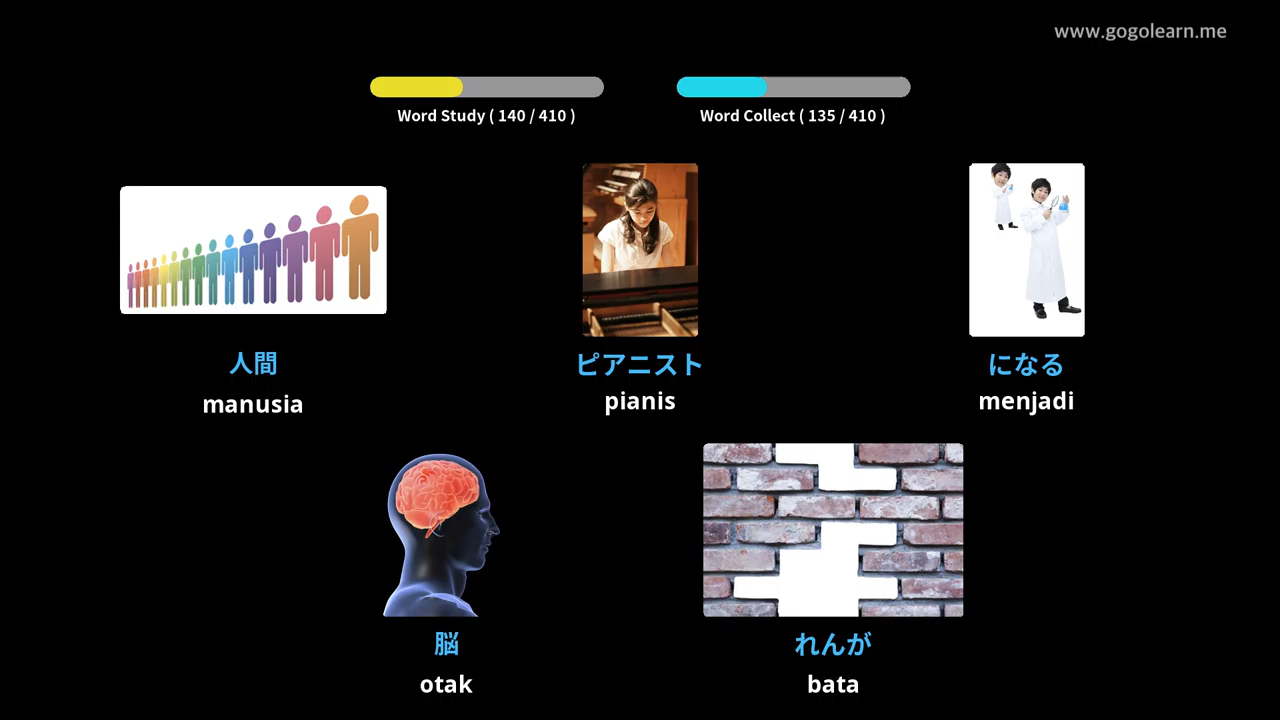 www.gogolearn.me
Word Study ( 140 / 410 )
Word Collect ( 135 / 410 )
人間
manusia
ピアニスト
pianis
になる
menjadi
脳
otak
れんが
bata